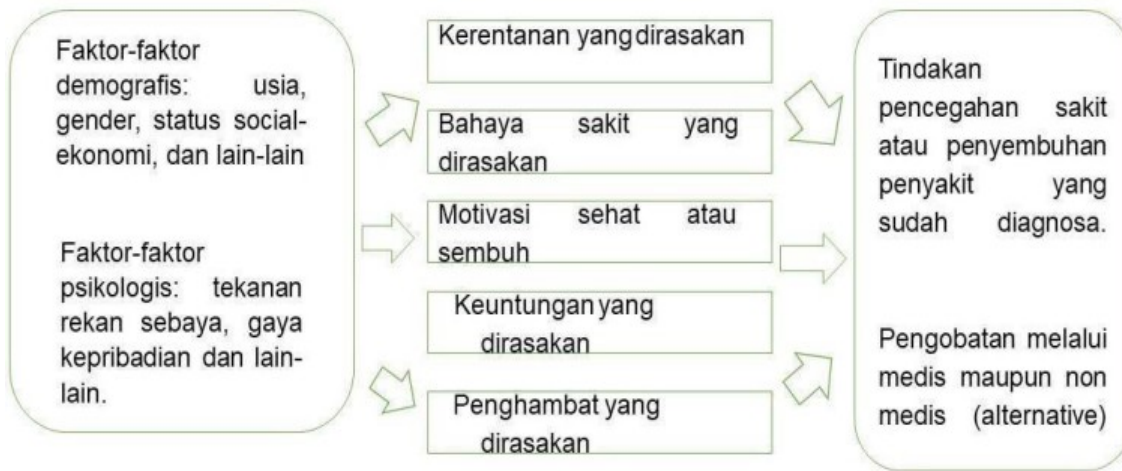 Faktor-faktor
demografis: usia,
gender, status social-
ekonomi, dan lain-lain
Faktor-faktor
psikologis: tekanan
rekan sebaya, gaya
kepribadian dan lain-
lain.
Kerentanan yang dirasakan
Bahaya sakit yang
dirasakan
Motivasi sehat atau
sembuh
Keuntungan yang
dirasakan
Penghambat yang
dirasakan
Tindakan
pencegahan sakit
atau penyembuhan
penyakit yang
sudah diagnosa.
Pengobatan melalui
medis maupun non
medis (alternative)